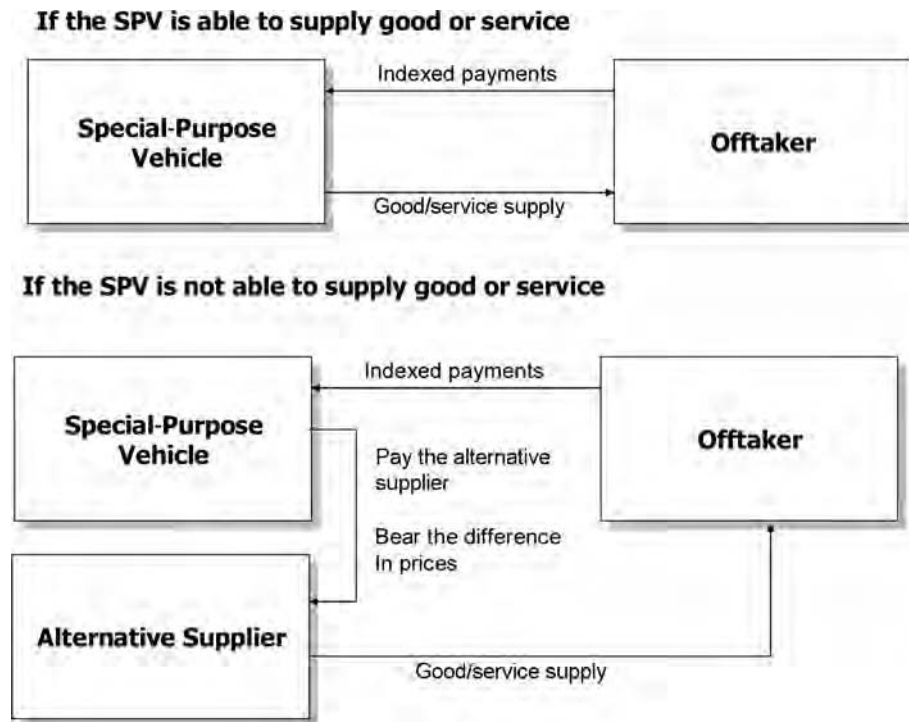 If the SPV is able to supply good or service
Indexed payments
Special-Purpose
Vehicle
Offtaker
Good/service supply
If the SPV is not able to supply good or service
Indexed payments
Special-Purpose
Vehicle
Offtaker
Pay the alternative
supplier
Bear the difference
In prices
Alternative Supplier
Good/service supply